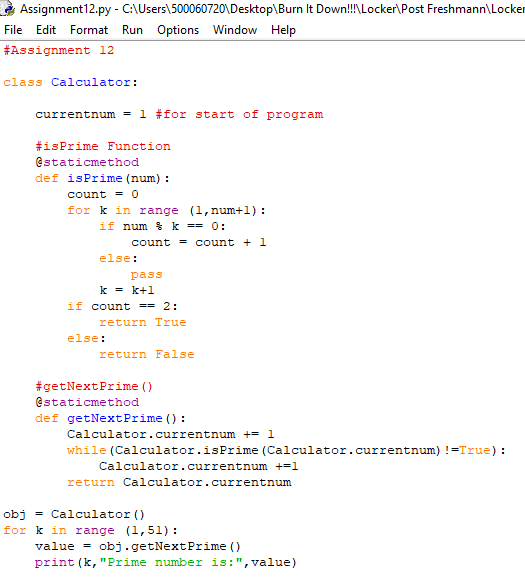 Assignment12.py - C:\Users\500060720\Desktop\Burn It Down!!!\Locker\Post Freshmann\Locker
File Edit Format Run Options Window Help
#Assignment 12
class Calculator:
    currentnum = 1 #for start of program
    #isPrime Function
    @staticmethod
    def isPrime(num):
        count = 0
        for k in range (1,num+1):
            if num % k == 0:
                count = count + 1
            else:
                pass
            k = k+1
        if count == 2:
            return True
        else:
            return False
    #getNextPrime()
    @staticmethod
    def getNextPrime():
        Calculator.currentnum += 1
        while(Calculator.isPrime(Calculator.currentnum)!=True):
            Calculator.currentnum +=1
        return Calculator.currentnum
obj = Calculator()
for k in range (1,51):
    value = obj.getNextPrime()
    print(k,"Prime number is:",value)